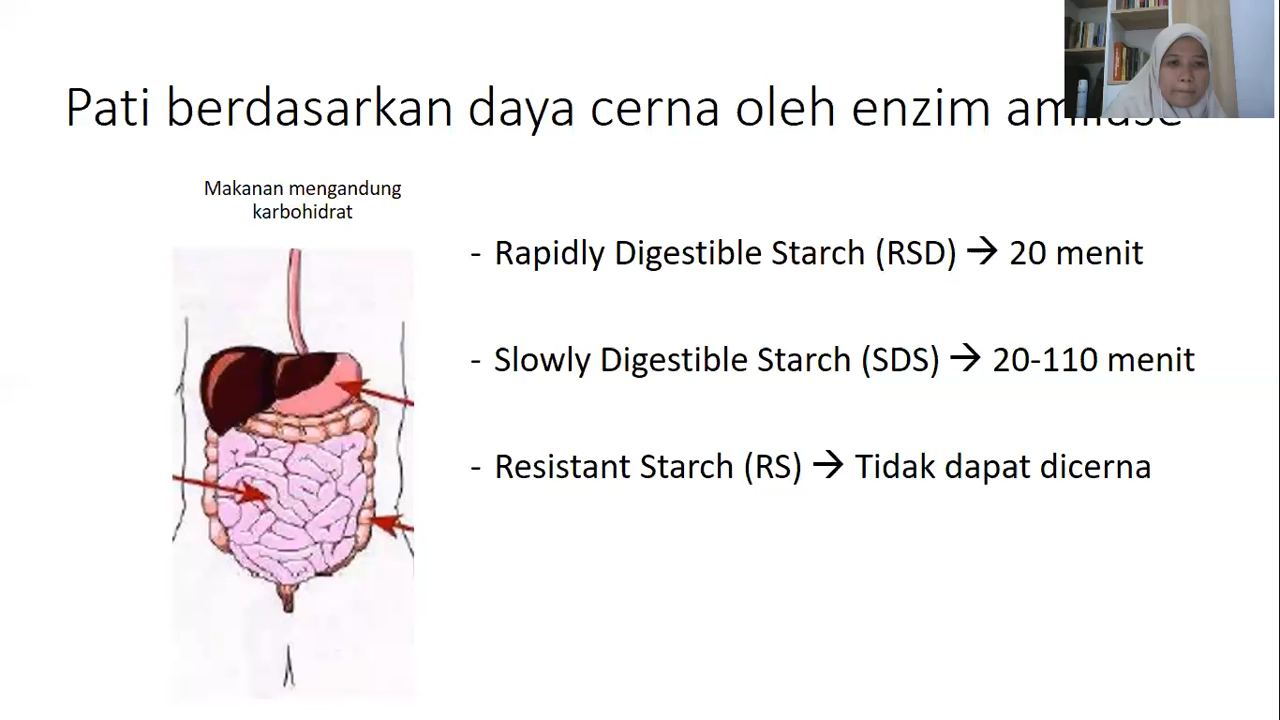 Pati berdasarkan daya cerna oleh enzim
Makanan mengandung
karbohidrat
- Rapidly Digestible Starch (RSD) → 20 menit
- Slowly Digestible Starch (SDS) → 20-110 menit
- Resistant Starch (RS) → Tidak dapat dicerna